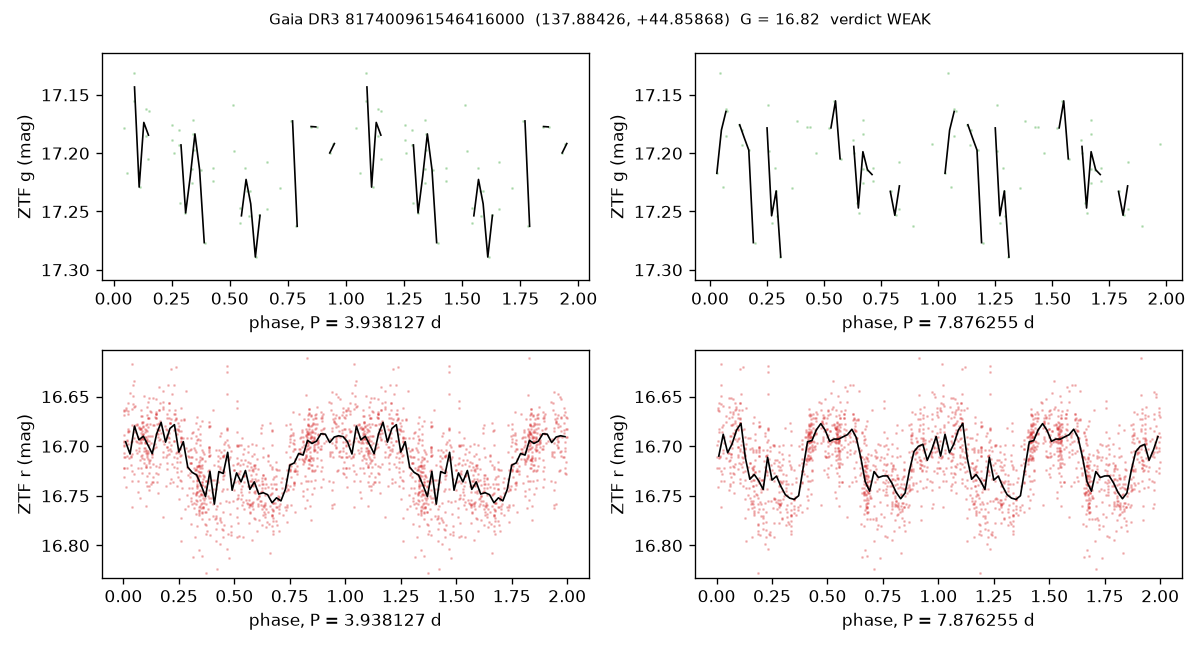 Gaia DR3 817400961546416000 (137.88426, +44.85868) G = 16.82 verdict WEAK
ZTF g (mag)
17.15
17.20
17.25
17.30
0.00 0.25 0.50 0.75 1.00 1.25 1.50 1.75 2.00
phase, P = 3.938127 d
ZTF g (mag)
17.15
17.20
17.25
17.30
0.00 0.25 0.50 0.75 1.00 1.25 1.50 1.75 2.00
phase, P = 7.876255 d
ZTF r (mag)
16.65
16.70
16.75
16.80
0.00 0.25 0.50 0.75 1.00 1.25 1.50 1.75 2.00
phase, P = 3.938127 d
ZTF r (mag)
16.65
16.70
16.75
16.80
0.00 0.25 0.50 0.75 1.00 1.25 1.50 1.75 2.00
phase, P = 7.876255 d